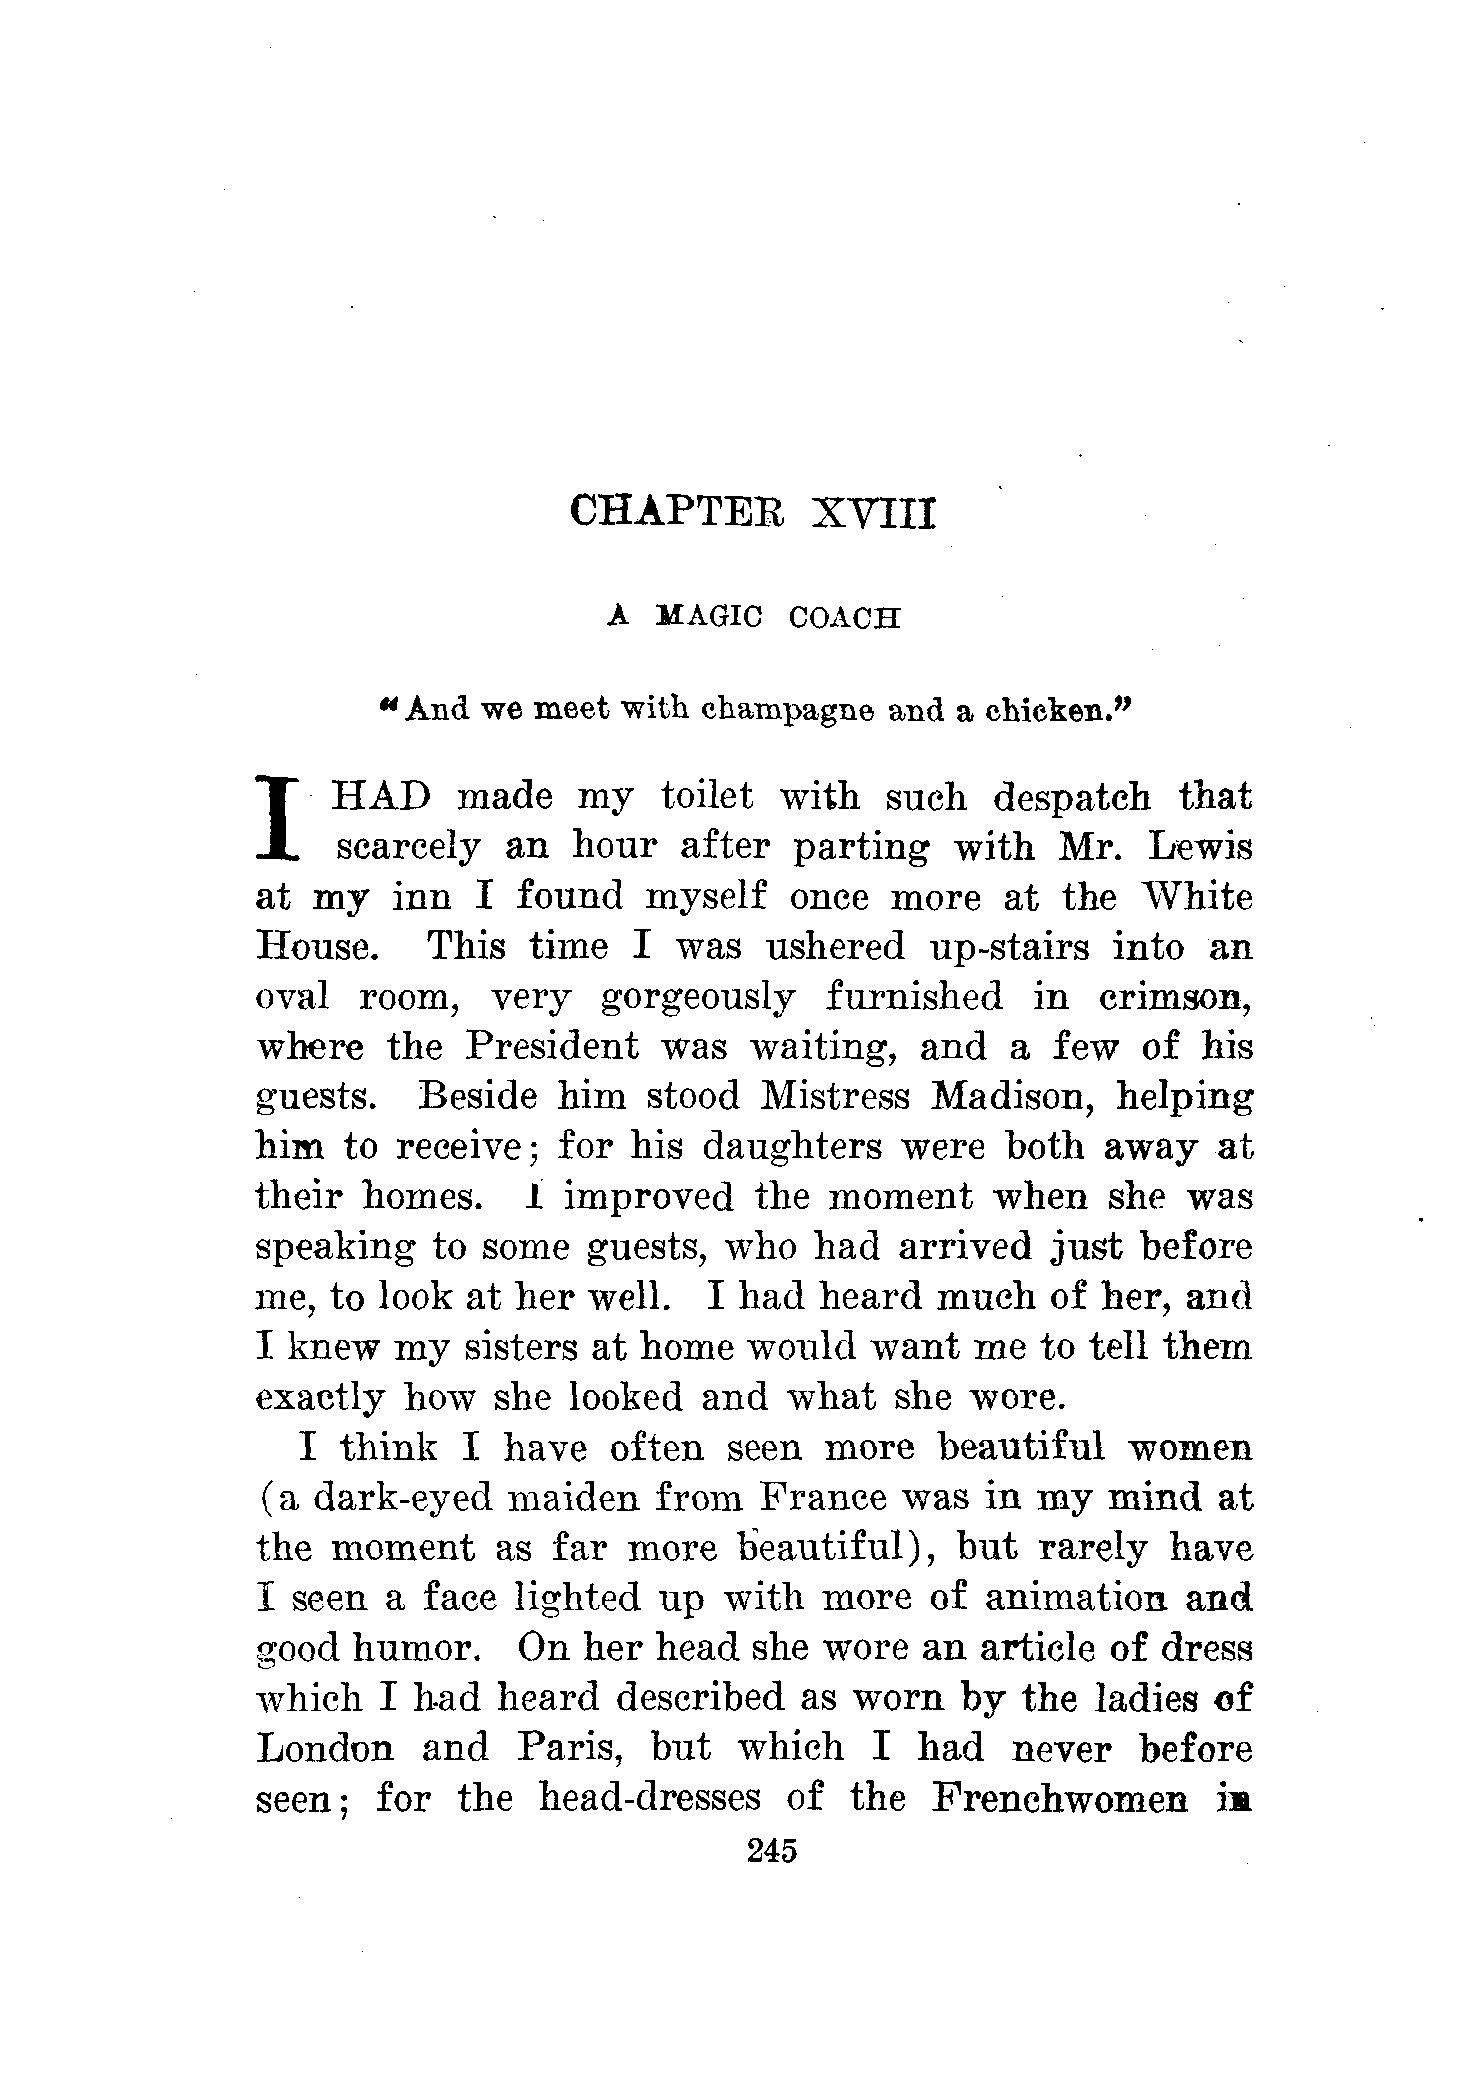 CHAPTER XVIII
A MAGIC COACH
"And we meet with champagne and a chicken."
I HAD made my toilet with such despatch that
scarcely an hour after parting with Mr. Lewis
at my inn I found myself once more at the White
House. This time I was ushered up-stairs into an
oval room, very gorgeously furnished in crimson,
where the President was waiting, and a few of his
guests. Beside him stood Mistress Madison, helping
him to receive; for his daughters were both away at
their homes. I improved the moment when she was
speaking to some guests, who had arrived just before
me, to look at her well. I had heard much of her, and
I knew my sisters at home would want me to tell them
exactly how she looked and what she wore.
I think I have often seen more beautiful women
(a dark-eyed maiden from France was in my mind at
the moment as far more beautiful), but rarely have
I seen a face lighted up with more of animation and
good humor. On her head she wore an article of dress
which I had heard described as worn by the ladies of
London and Paris, but which I had never before
seen; for the head-dresses of the Frenchwomen in
245